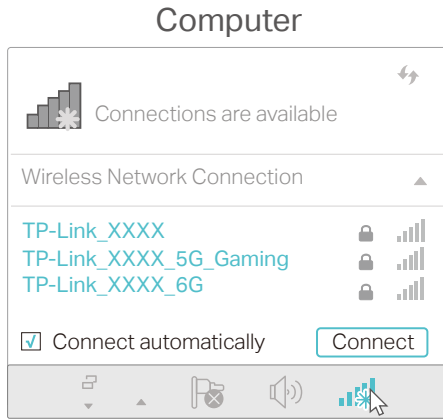 Computer
Connections are available
Wireless Network Connection
TP-Link_XXXX
TP-Link_XXXX_5G_Gaming
TP-Link_XXXX_6G
Connect automatically Connect